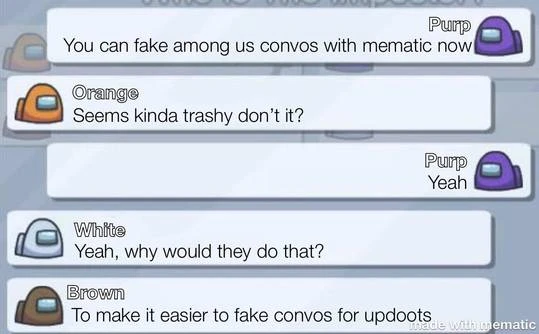 Purp
You can fake among us convos with mematic now
Orange
Seems kinda trashy don't it?
Purp
Yeah
White
Yeah, why would they do that?
Brown
To make it easier to fake convos for updoots
made with mematic